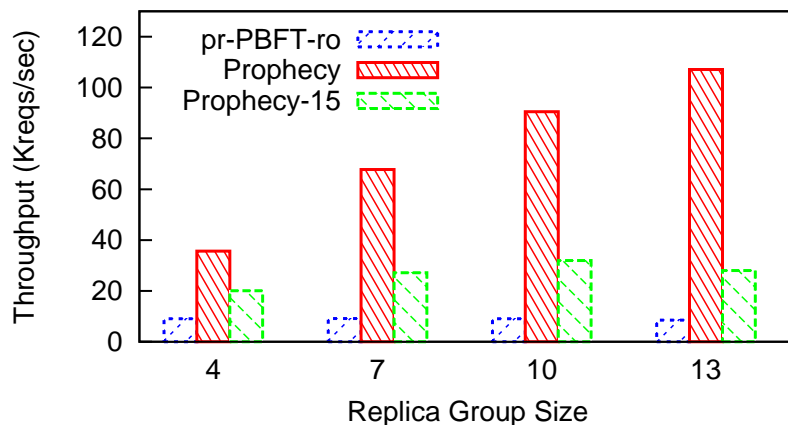 120
100
80
60
40
20
0
Throughput (Kreqs/sec)
pr-PBFT-ro
Prophecy
Prophecy-15
4 7 10 13
Replica Group Size